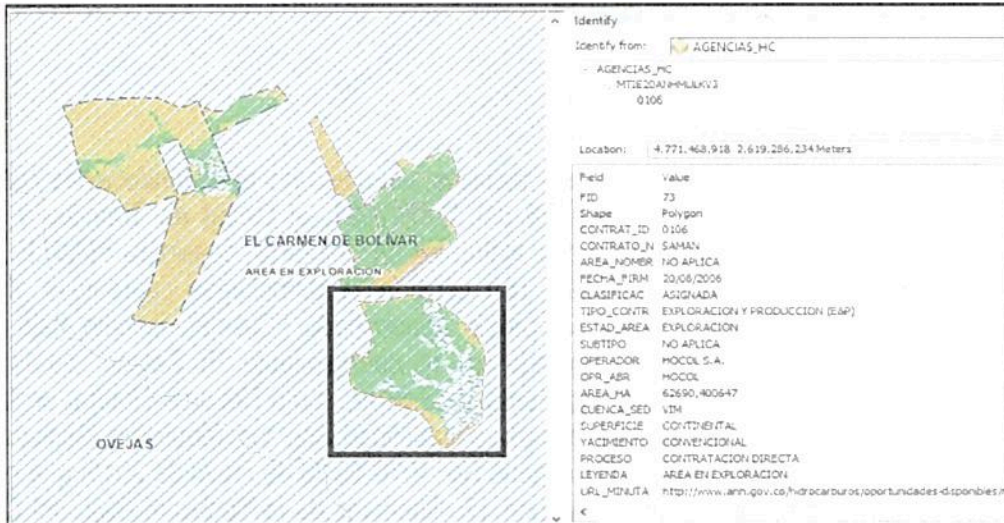 EL CARMEN DE BOLÍVAR
AREA EN EXPLORACION
OVEJAS
Identify
Identify from: AGENCIAS_HC
AGENCIAS_HC
0106
Location: 4.771.468,918 2.619.286,234 Meters
Field Value
FID 73
Shape Polygon
CONTRAT_ID 0106
CONTRATO_N SAMAN
AREA_NOMBR NO APLICA
FECHA_FIRM 20/06/2006
CLASIFICAC ASIGNADA
TIPO_CONTR EXPLORACION Y PRODUCCION (E&P)
ESTAD_AREA EXPLORACION
SUBTIPO NO APLICA
OPERADOR HOCOL S.A.
OPR_ABR HOCOL
AREA_HA 62690,400647
CUENCA_SED VIM
SUPERFICIE CONTINENTAL
YACIMIENTO CONVENCIONAL
PROCESO CONTRATACION DIRECTA
LEYENDA AREA EN EXPLORACION
URL_MINUTA http://www.anh.gov.co/hidrocarburos/oportunidades-disponibles/